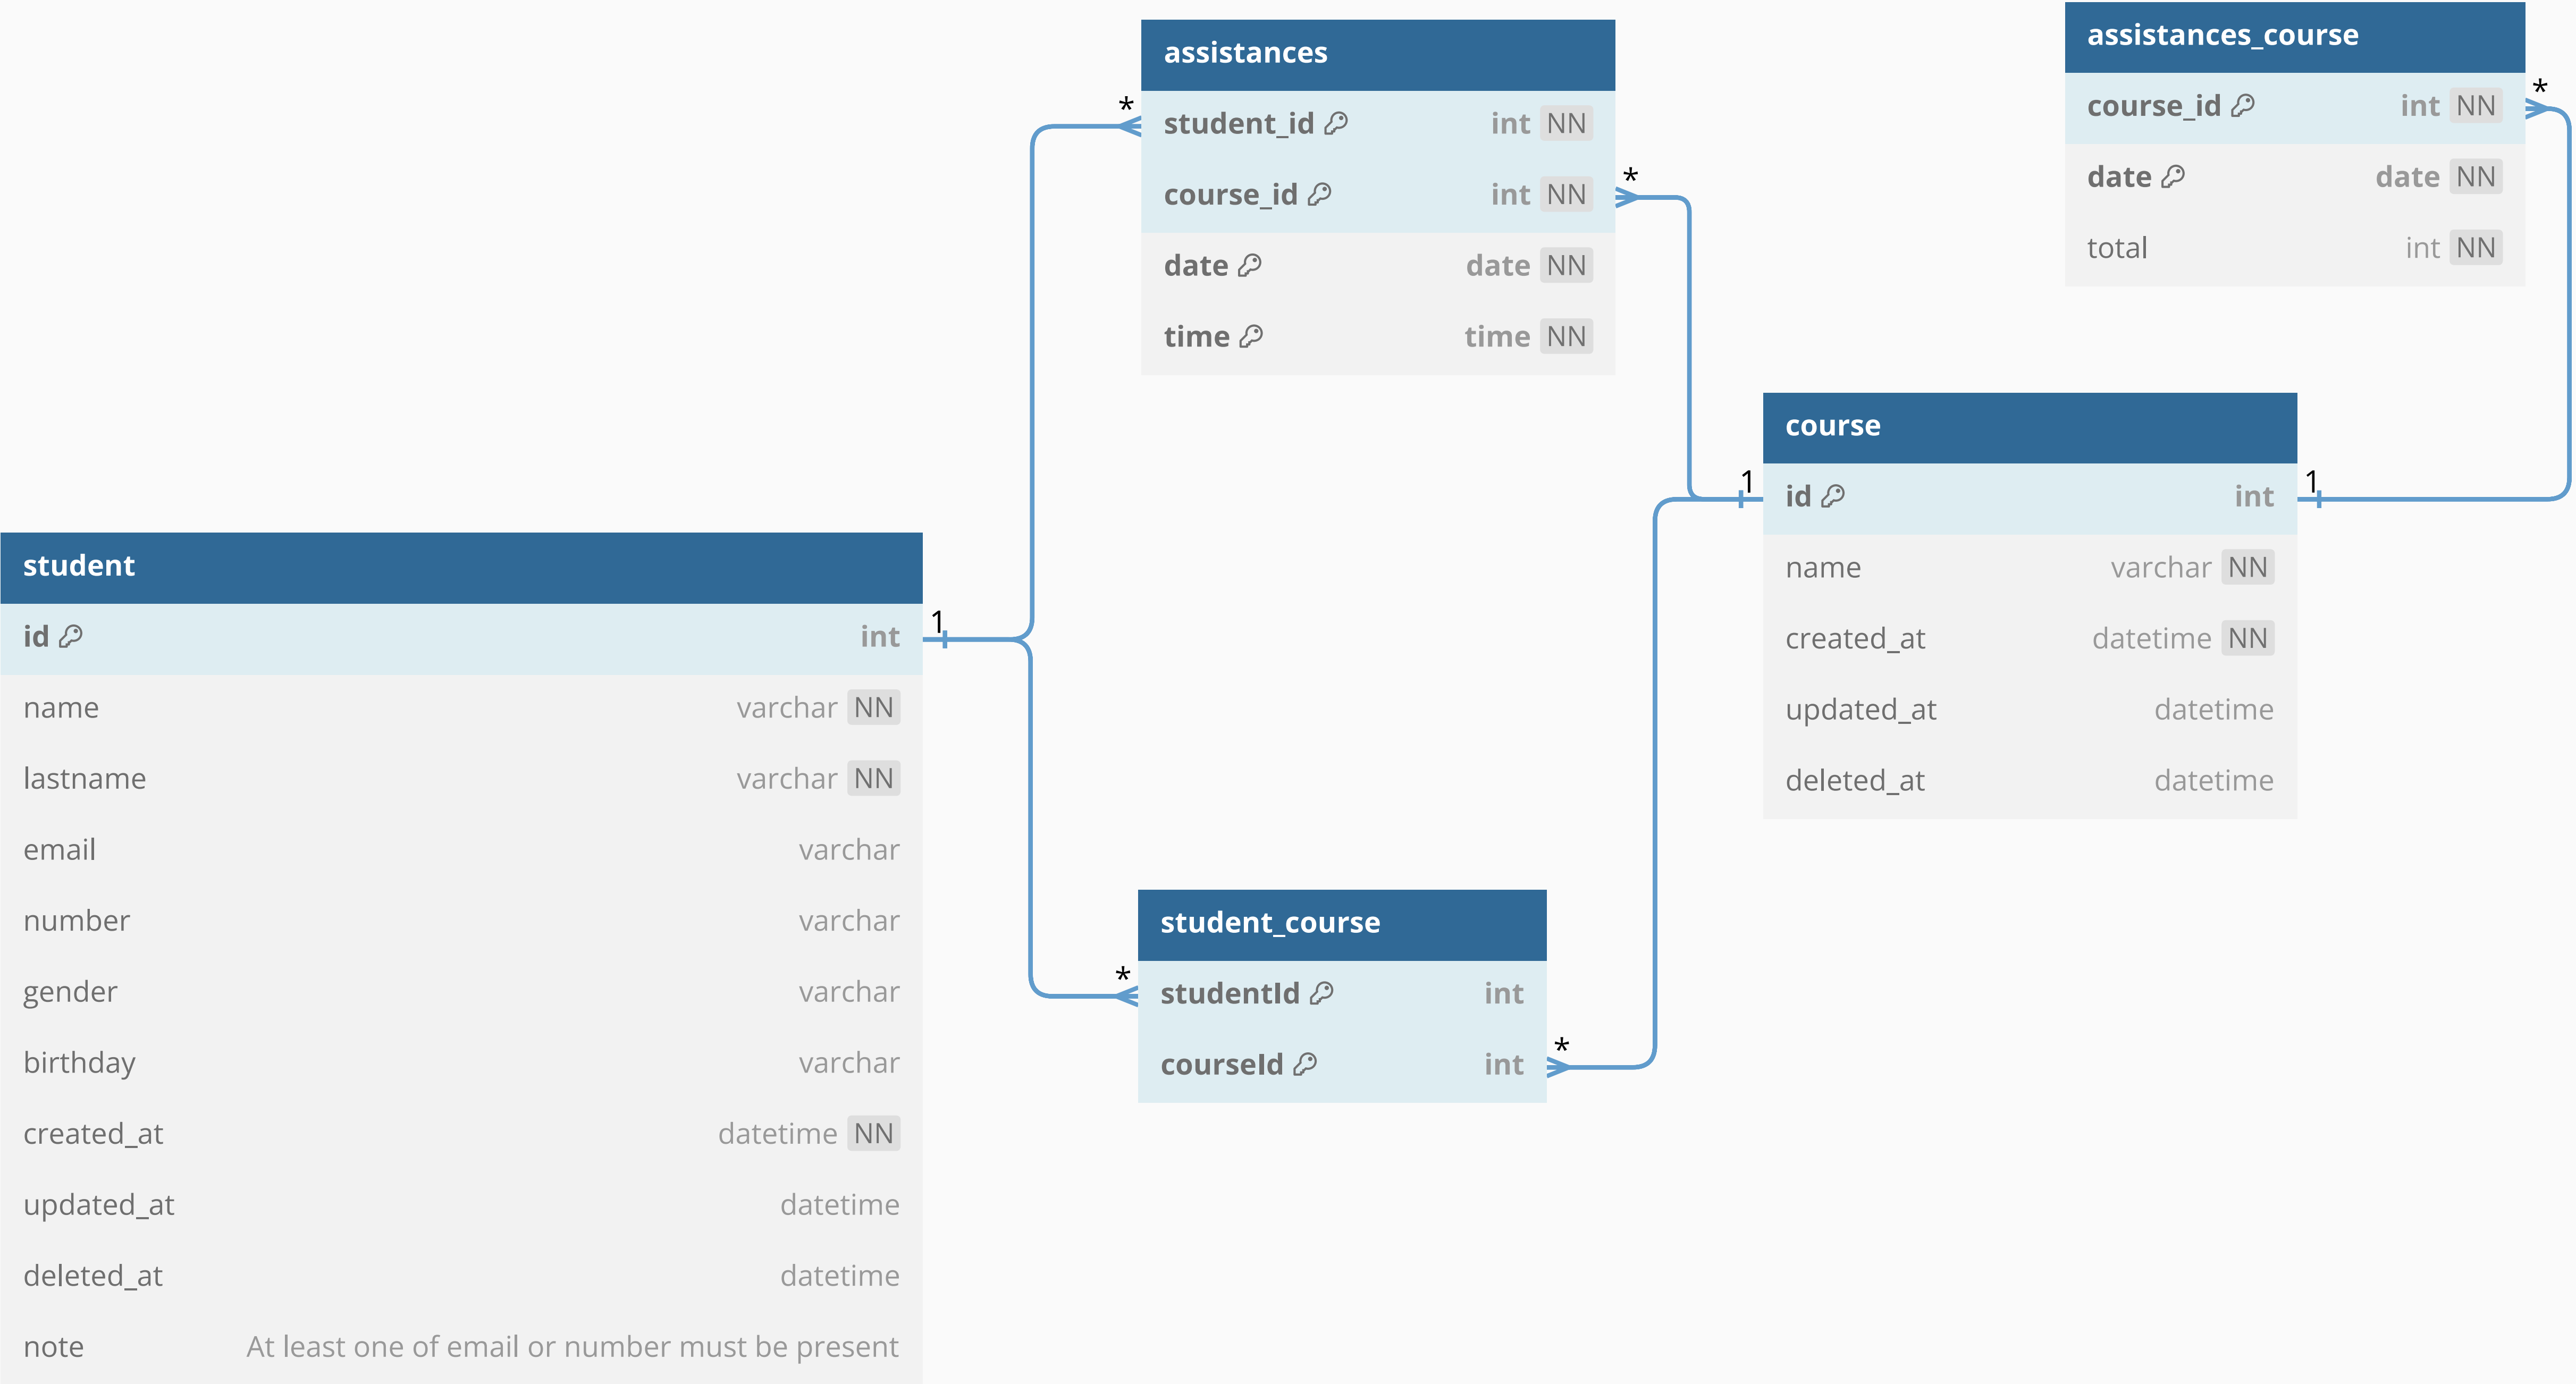 assistances
* student_id int NN
course_id int NN *
date date NN
time time NN
assistances_course
course_id int NN *
date date NN
total int NN
course
1 id int 1
name varchar NN
created_at datetime NN
updated_at datetime
deleted_at datetime
student
id int 1
name varchar NN
lastname varchar NN
email varchar
number varchar
gender varchar
birthday varchar
created_at datetime NN
updated_at datetime
deleted_at datetime
note At least one of email or number must be present
student_course
* studentId int
courseId int *